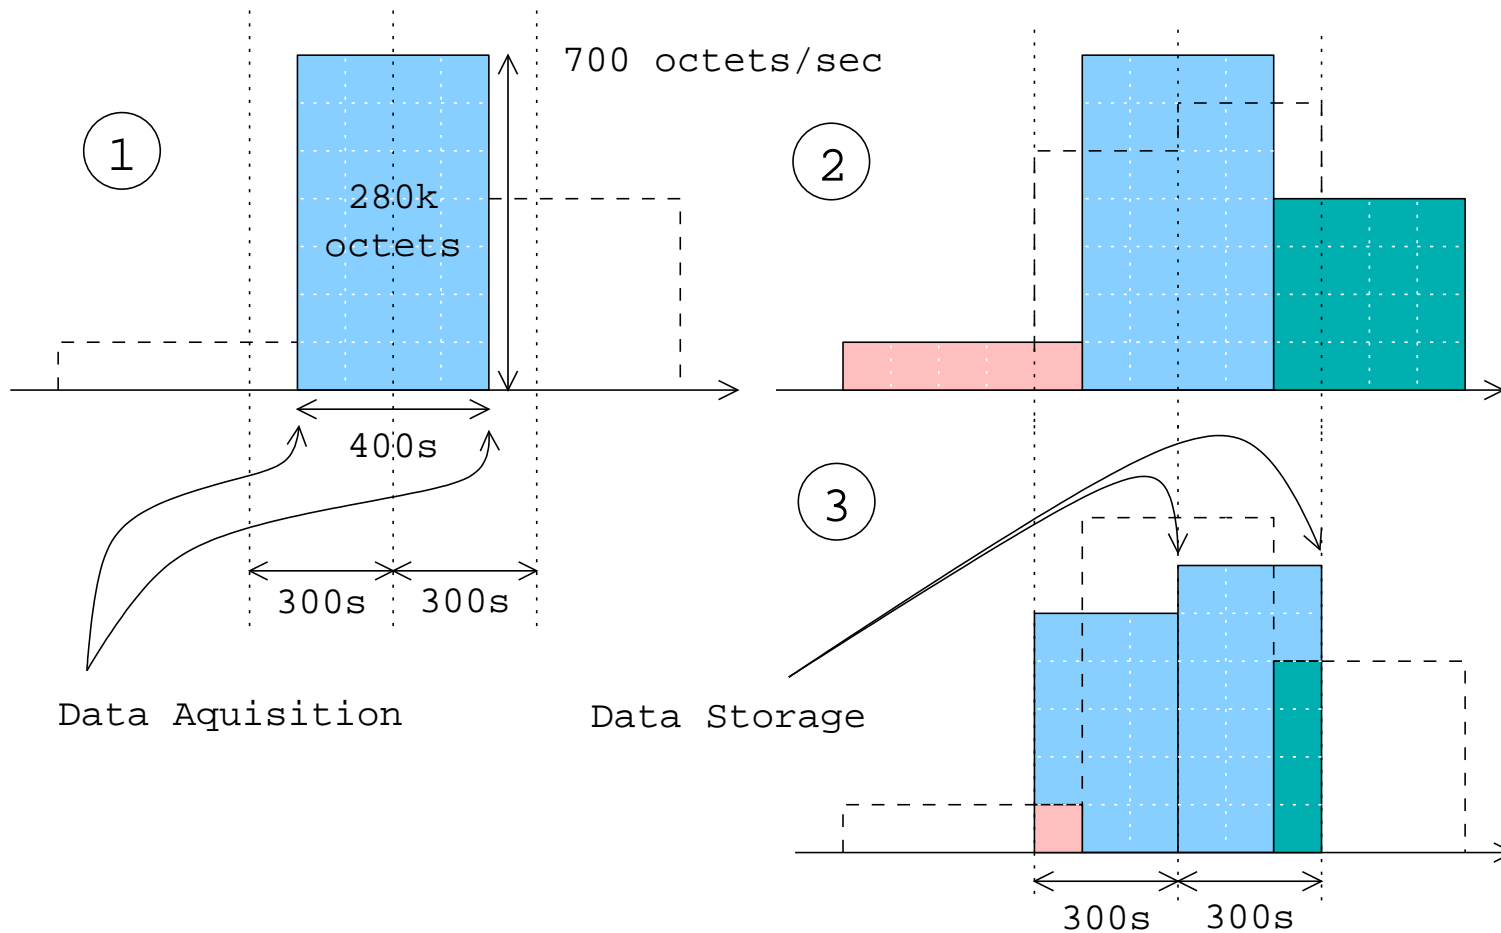 700 octets/sec
1
280k
octets
400s
300s
300s
Data Aquisition
2
3
Data Storage
300s
300s